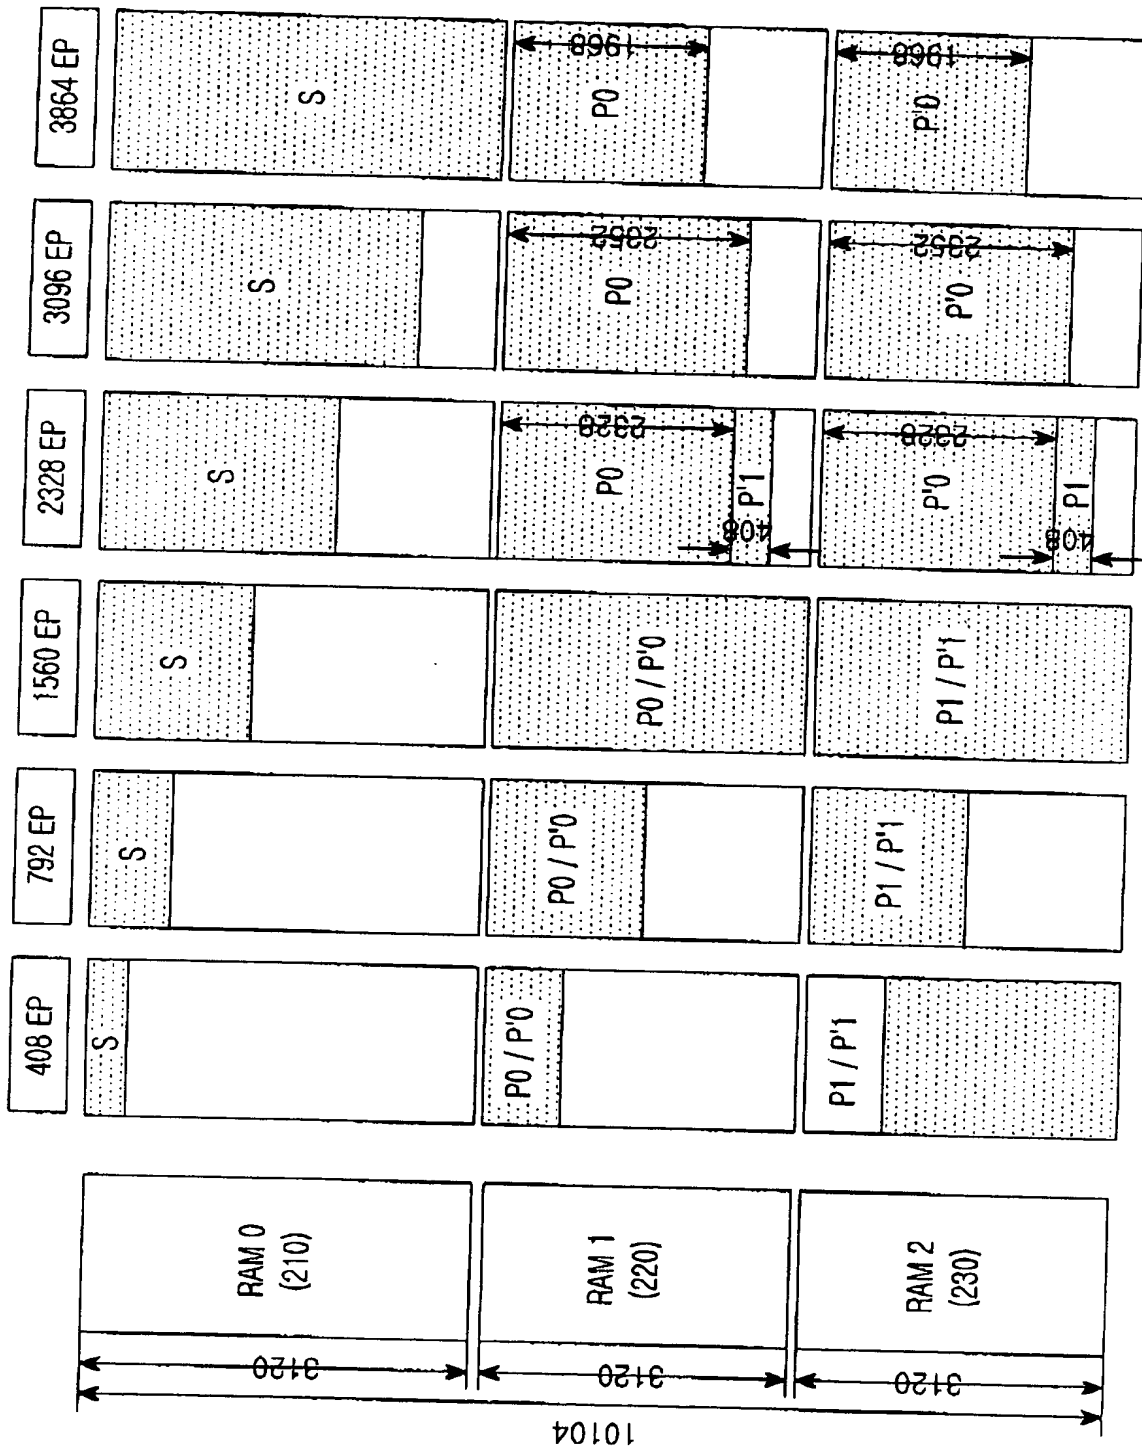 408 EP
792 EP
1560 EP
2328 EP
3096 EP
3864 EP
RAM 0
(210)
S
S
S
S
S
S
3120
RAM 1
(220)
P0 / P'0
P0 / P'0
P0 / P'0
P0
P'1
P0
P0
3120
2328
408
2352
1968
RAM 2
(230)
P1 / P'1
P1 / P'1
P1 / P'1
P'0
P1
P'0
P'0
3120
2328
408
2352
1968
10104